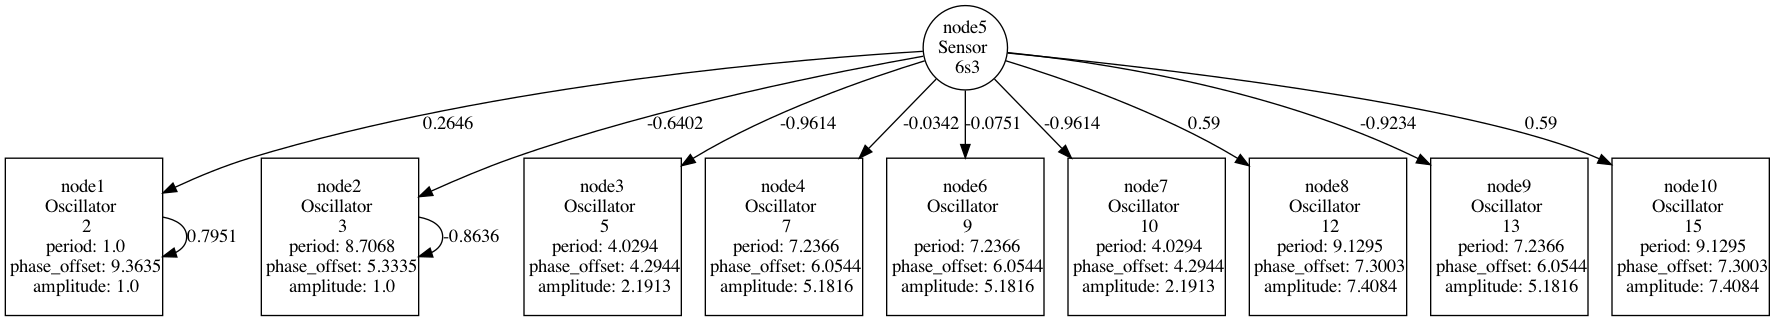 node5
Sensor
6s3
0.2646
-0.6402
-0.9614
-0.0342
-0.0751
-0.9614
0.59
-0.9234
0.59
node1
Oscillator
2
period: 1.0
phase_offset: 9.3635
amplitude: 1.0
0.7951
node2
Oscillator
3
period: 8.7068
phase_offset: 5.3335
amplitude: 1.0
-0.8636
node3
Oscillator
5
period: 4.0294
phase_offset: 4.2944
amplitude: 2.1913
node4
Oscillator
7
period: 7.2366
phase_offset: 6.0544
amplitude: 5.1816
node6
Oscillator
9
period: 7.2366
phase_offset: 6.0544
amplitude: 5.1816
node7
Oscillator
10
period: 4.0294
phase_offset: 4.2944
amplitude: 2.1913
node8
Oscillator
12
period: 9.1295
phase_offset: 7.3003
amplitude: 7.4084
node9
Oscillator
13
period: 7.2366
phase_offset: 6.0544
amplitude: 5.1816
node10
Oscillator
15
period: 9.1295
phase_offset: 7.3003
amplitude: 7.4084